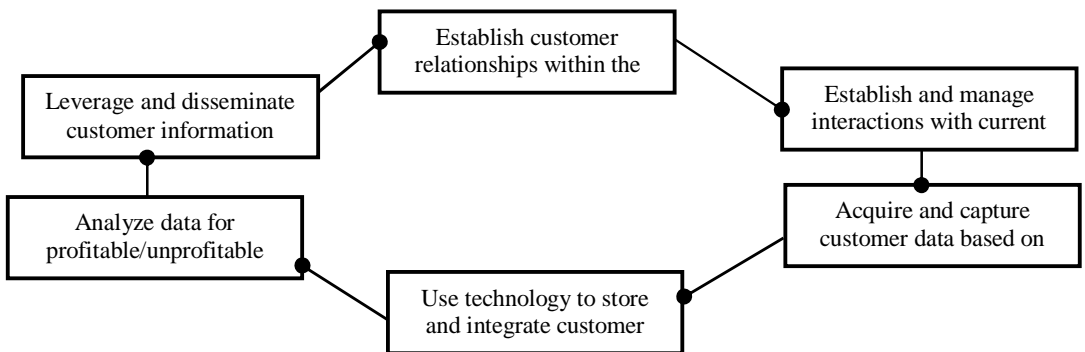 Establish customer
relationships within the
Establish and manage
interactions with current
Acquire and capture
customer data based on
Use technology to store
and integrate customer
Analyze data for
profitable/unprofitable
Leverage and disseminate
customer information